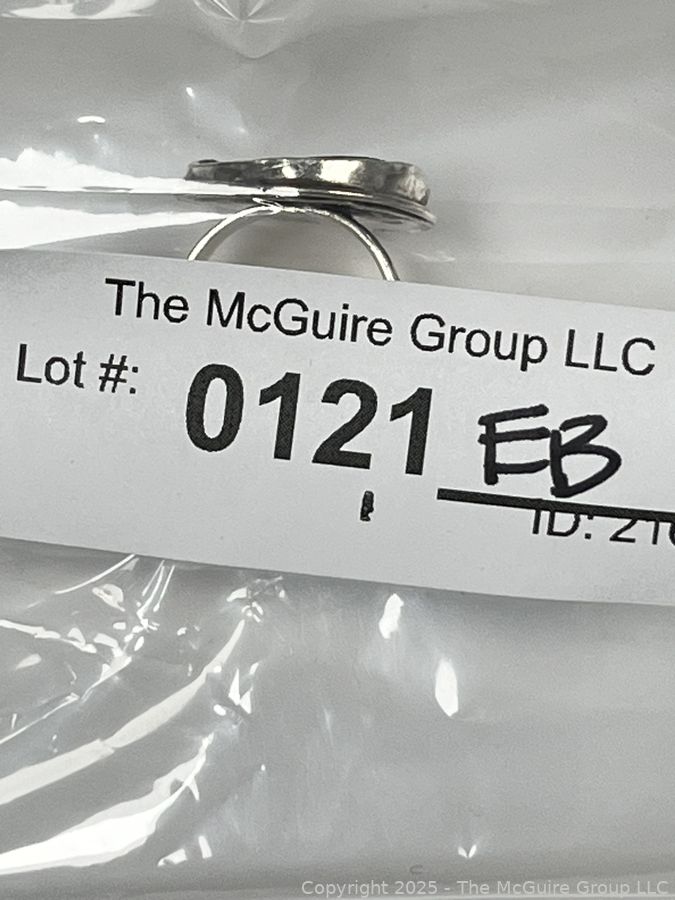 The McGuire Group LLC
Lot #: 0121 EB
ID: 21
Copyright 2025 - The McGuire Group LLC